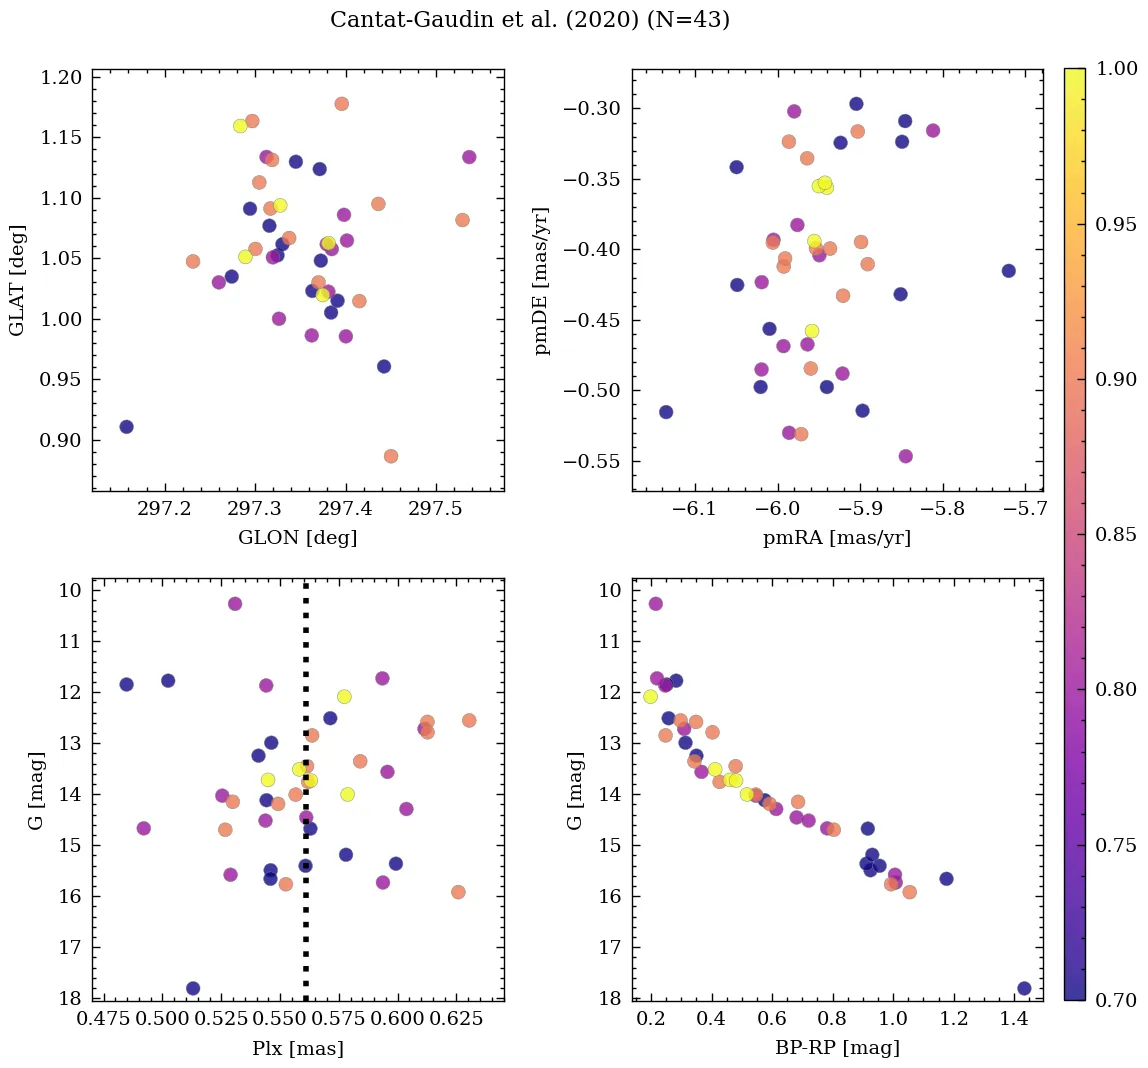 Cantat-Gaudin et al. (2020) (N=43)
1.20
1.15
1.10
1.05
1.00
0.95
0.90
GLAT [deg]
297.2 297.3 297.4 297.5
GLON [deg]
−0.30
−0.35
−0.40
−0.45
−0.50
−0.55
pmDE [mas/yr]
−6.1 −6.0 −5.9 −5.8 −5.7
pmRA [mas/yr]
10
11
12
13
14
15
16
17
18
G [mag]
0.475 0.500 0.525 0.550 0.575 0.600 0.625
Plx [mas]
10
11
12
13
14
15
16
17
18
G [mag]
0.2 0.4 0.6 0.8 1.0 1.2 1.4
BP-RP [mag]
1.00
0.95
0.90
0.85
0.80
0.75
0.70